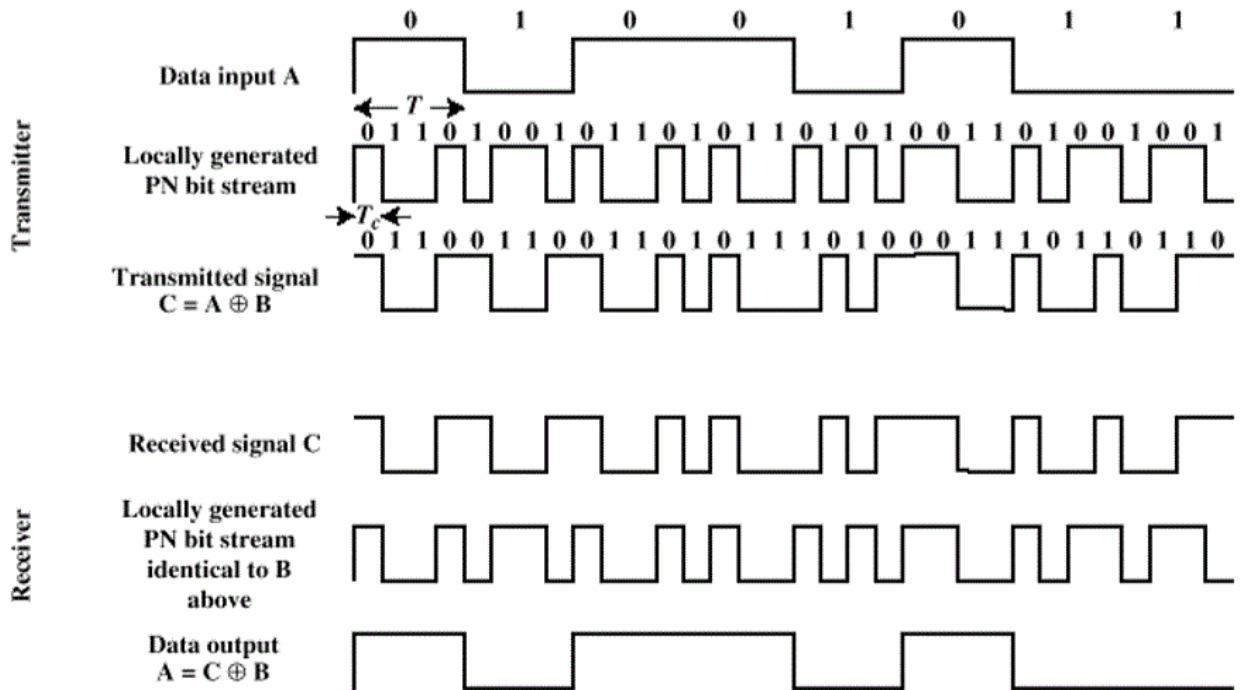 0 1 0 0 1 0 1 1
Data input A
T
0 1 1 0 1 0 0 1 0 1 1 0 1 0 1 1 0 1 0 1 0 0 1 1 0 1 0 0 1 0 0 1
Locally generated
PN bit stream
Transmitter
Tc
0 1 1 0 0 1 1 0 0 1 1 0 1 0 1 1 1 0 1 0 0 0 1 1 1 0 1 1 0 1 1 0
Transmitted signal
C = A ⊕ B
Received signal C
Receiver
Locally generated
PN bit stream
identical to B
above
Data output
A = C ⊕ B